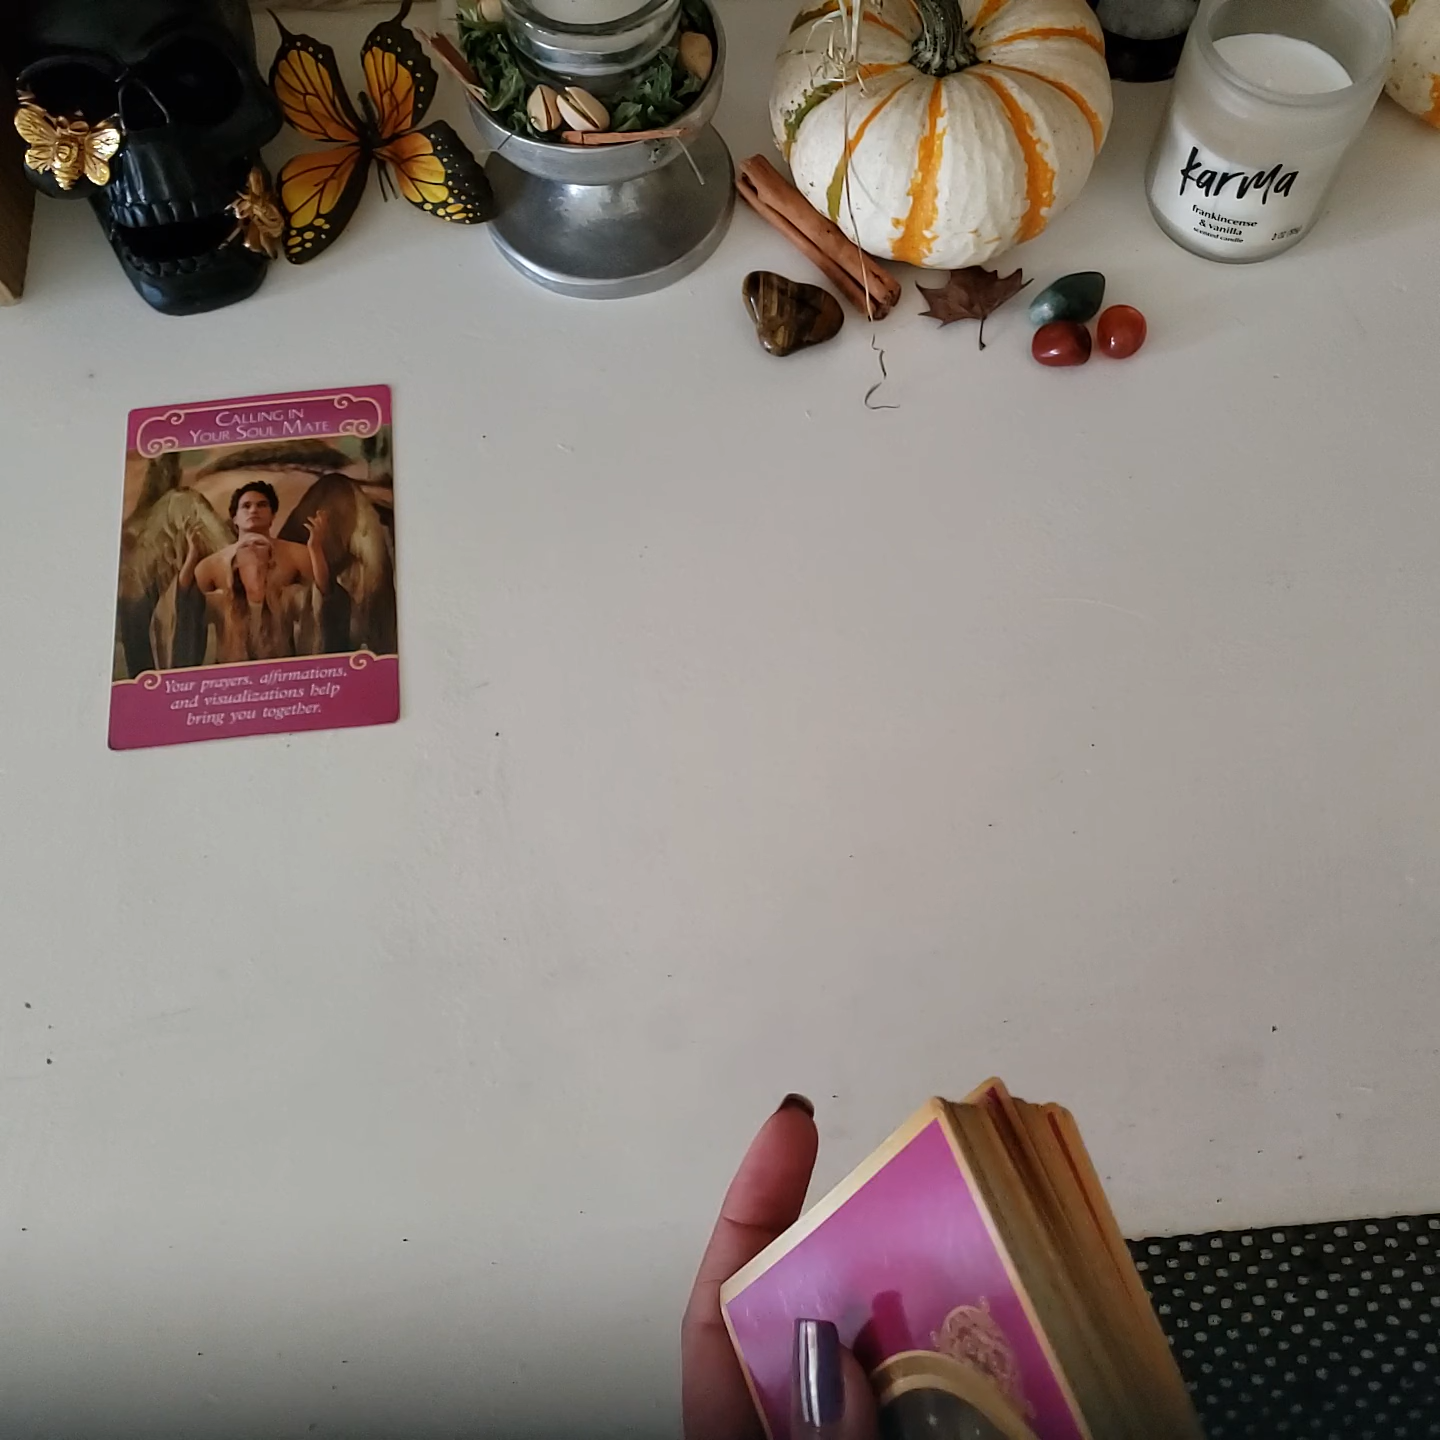 karma
frankincense
& vanilla
scented candle
CALLING IN
YOUR SOUL MATE
Your prayers, affirmations,
and visualizations help
bring you together.